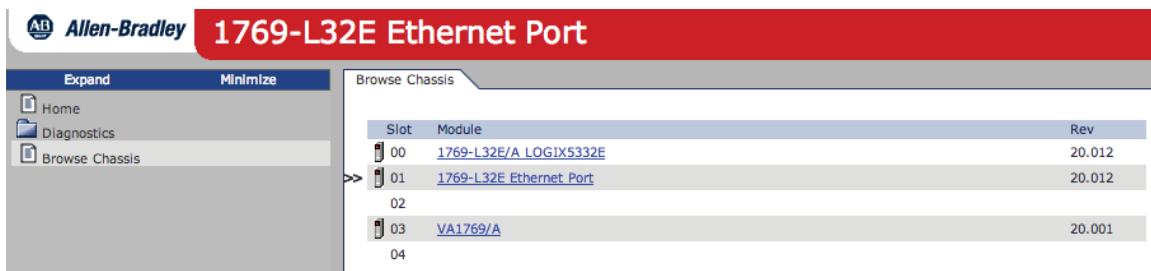 AB Allen-Bradley 1769-L32E Ethernet Port
Expand Minimize
Home
Diagnostics
Browse Chassis
Browse Chassis
Slot Module Rev
00 1769-L32E/A LOGIX5332E 20.012
>> 01 1769-L32E Ethernet Port 20.012
02
03 VA1769/A 20.001
04